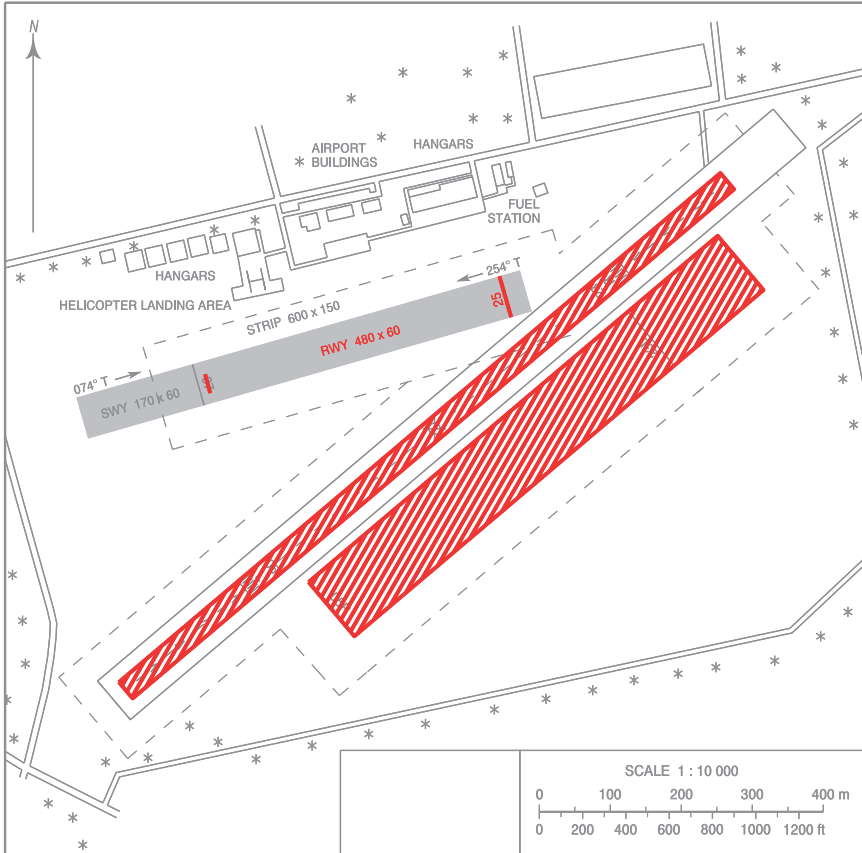 N
AIRPORT
BUILDINGS
HANGARS
FUEL
STATION
HANGARS
HELICOPTER LANDING AREA
254° T
STRIP 600 x 150
25
RWY 480 x 60
074° T
SWY 170 x 60
SCALE 1 : 10 000
0 100 200 300 400 m
0 200 400 600 800 1000 1200 ft